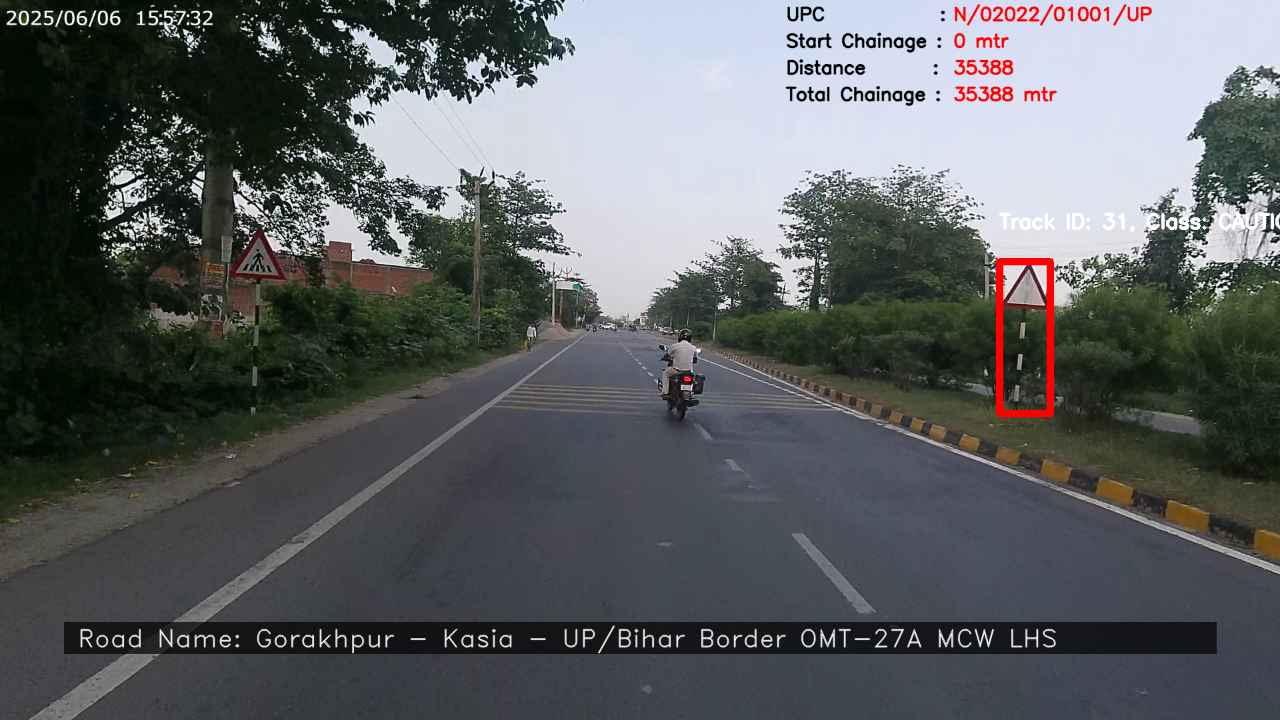 2025/06/06 15:57:32
UPC : N/02022/01001/UP
Start Chainage : 0 mtr
Distance : 35388
Total Chainage : 35388 mtr
Track ID: 31, Class: CAUTIO
Road Name: Gorakhpur - Kasia - UP/Bihar Border OMT-27A MCW LHS